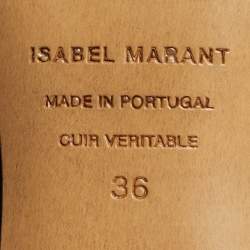 ISABEL MARANT
MADE IN PORTUGAL
CUIR VERITABLE
36